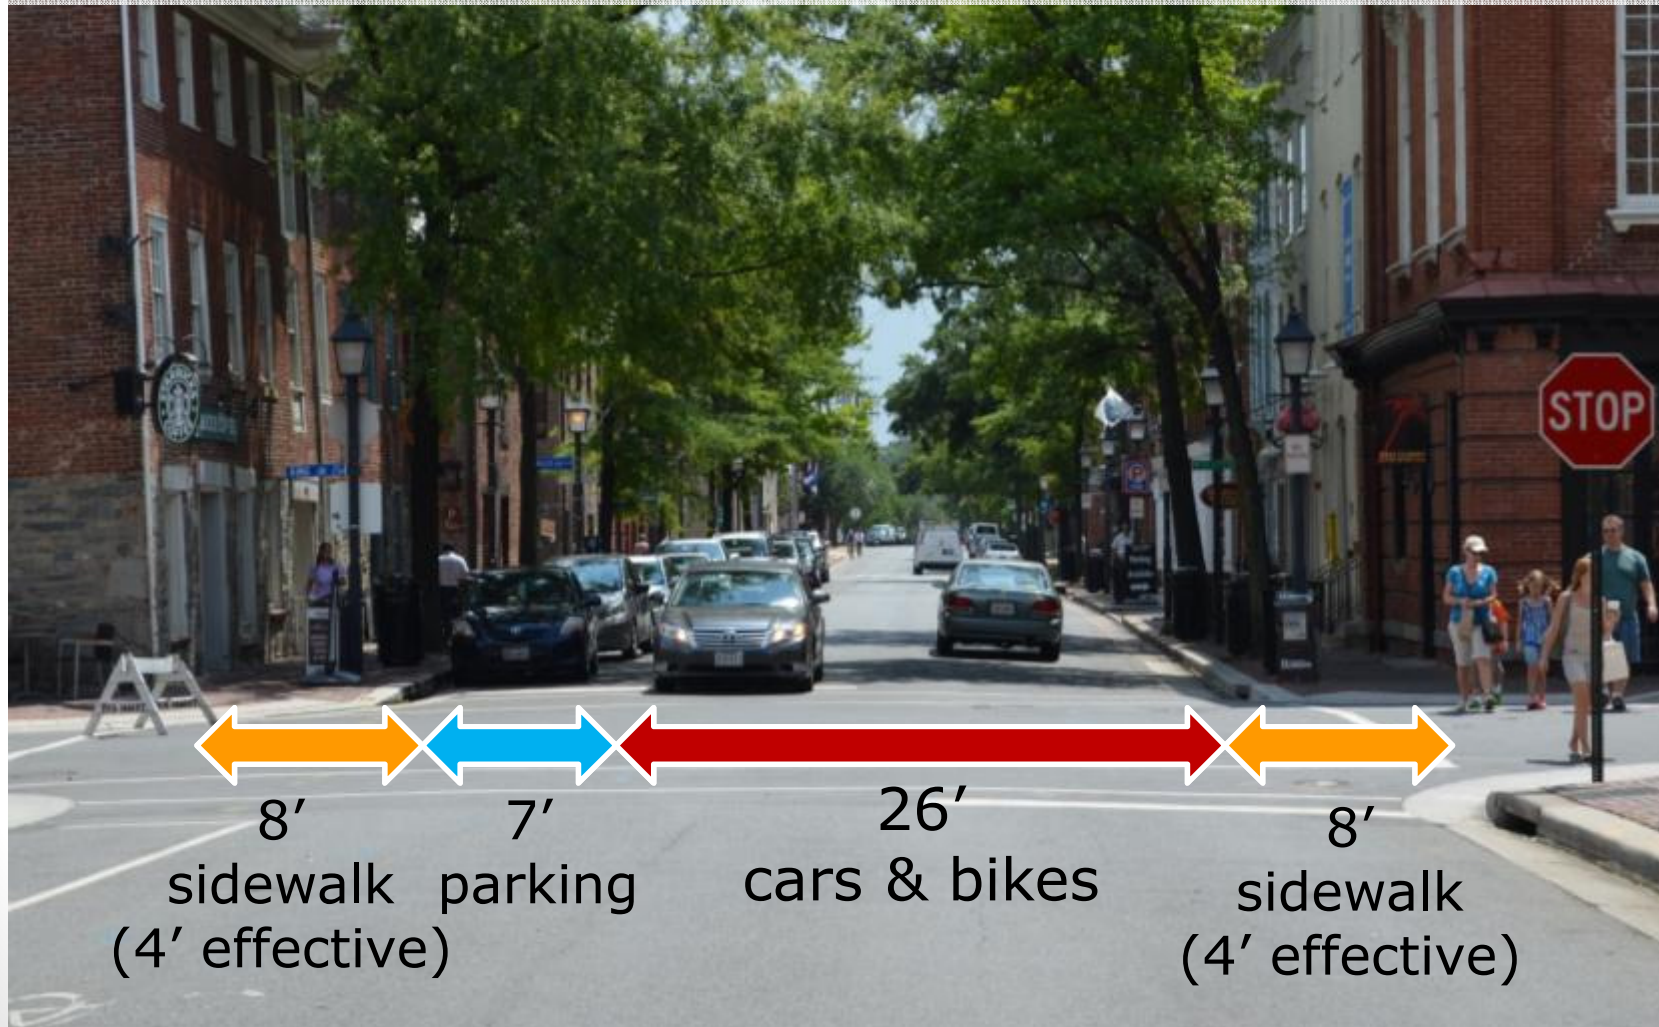 STOP
8′
7′
26′
8′
sidewalk
parking
cars & bikes
sidewalk
(4′ effective)
(4′ effective)